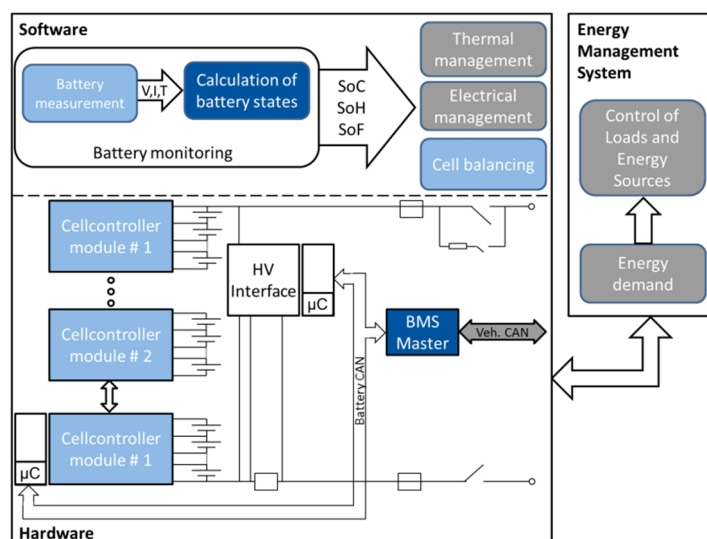 Software
Battery
measurement
V,I,T
Calculation of
battery states
Battery monitoring
SoC
SoH
SoF
Thermal
management
Electrical
management
Cell balancing
Energy
Management
System
Control of
Loads and
Energy
Sources
Energy
demand
Cellcontroller
module # 1
HV
Interface
µC
Cellcontroller
module # 2
BMS
Master
Veh. CAN
Battery CAN
Cellcontroller
module # 1
µC
Hardware